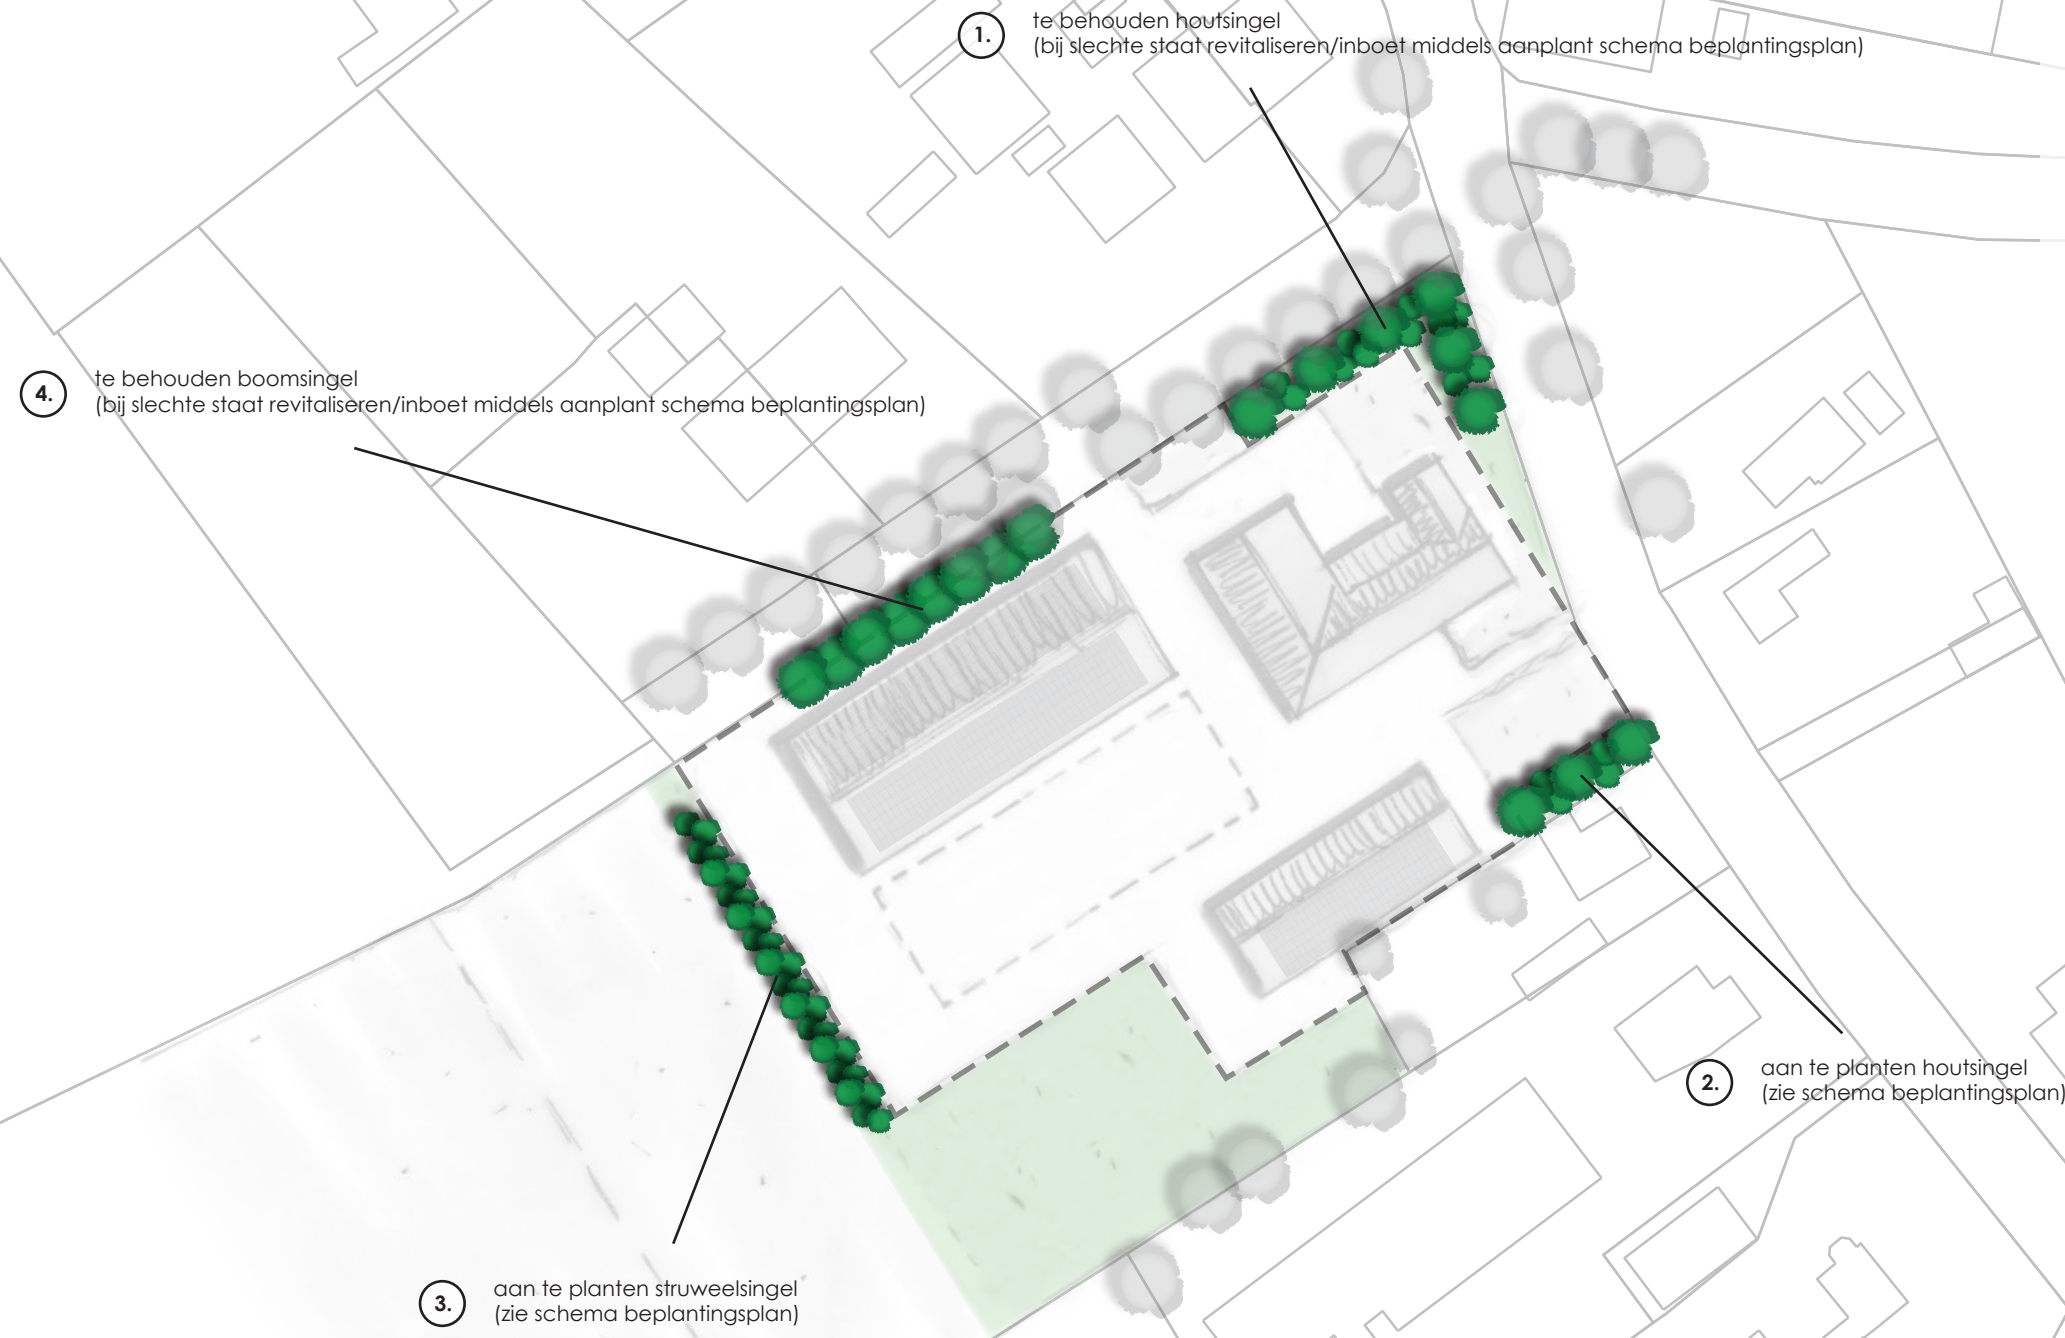 1.
te behouden houtsingel
(bij slechte staat revitaliseren/inboet middels aanplant schema beplantingsplan)
4.
te behouden boomsingel
(bij slechte staat revitaliseren/inboet middels aanplant schema beplantingsplan)
2.
aan te planten houtsingel
(zie schema beplantingsplan)
3.
aan te planten struweelsingel
(zie schema beplantingsplan)